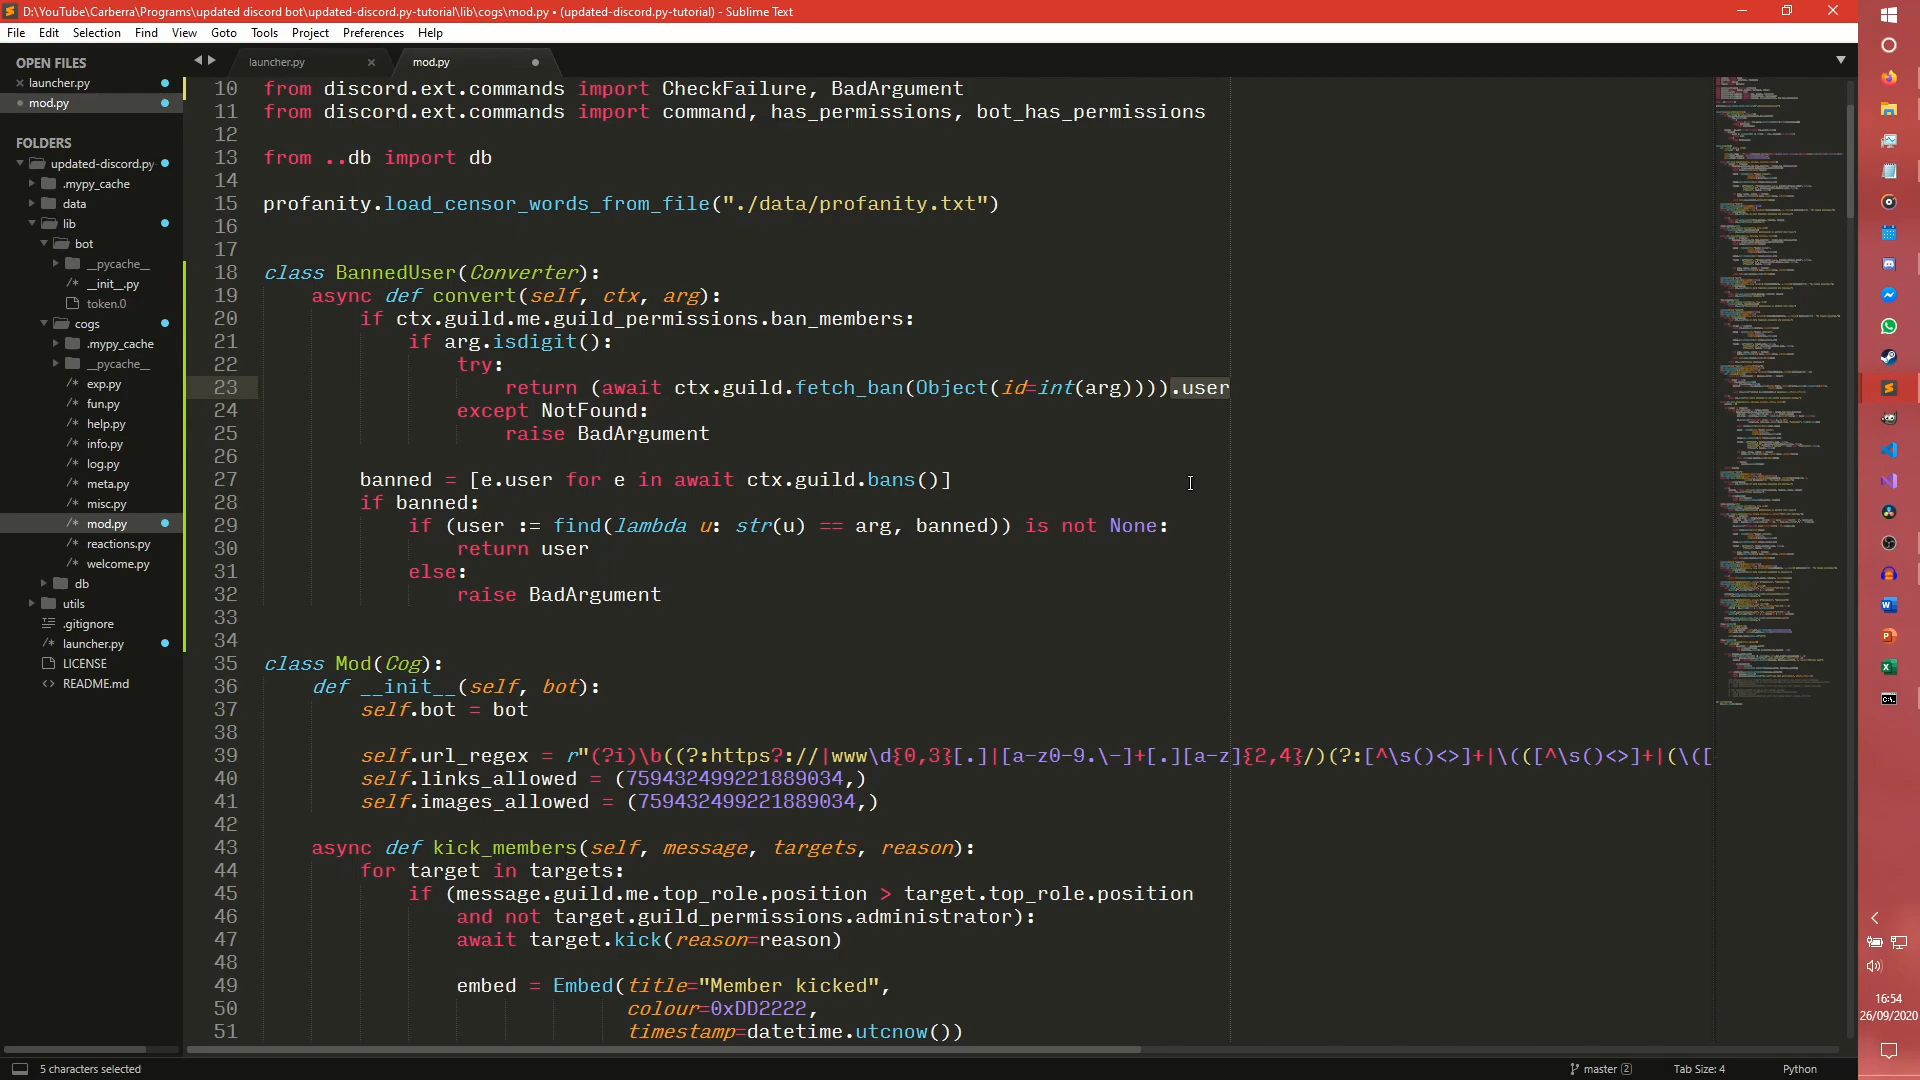 D:\YouTube\Carberra\Programs\updated discord bot\updated-discord.py-tutorial\lib\cogs\mod.py • (updated-discord.py-tutorial) - Sublime Text
File Edit Selection Find View Goto Tools Project Preferences Help
OPEN FILES
launcher.py
mod.py
FOLDERS
updated-discord.py-
.mypy_cache
data
lib
bot
__pycache__
__init__.py
token.0
cogs
.mypy_cache
__pycache__
exp.py
fun.py
help.py
info.py
log.py
meta.py
misc.py
mod.py
reactions.py
welcome.py
db
utils
.gitignore
launcher.py
LICENSE
README.md
launcher.py
mod.py
10 from discord.ext.commands import CheckFailure, BadArgument
11 from discord.ext.commands import command, has_permissions, bot_has_permissions
12
13 from ..db import db
14
15 profanity.load_censor_words_from_file("./data/profanity.txt")
16
17
18 class BannedUser(Converter):
19 async def convert(self, ctx, arg):
20 if ctx.guild.me.guild_permissions.ban_members:
21 if arg.isdigit():
22 try:
23 return (await ctx.guild.fetch_ban(Object(id=int(arg)))).user
24 except NotFound:
25 raise BadArgument
26
27 banned = [e.user for e in await ctx.guild.bans()]
28 if banned:
29 if (user := find(lambda u: str(u) == arg, banned)) is not None:
30 return user
31 else:
32 raise BadArgument
33
34
35 class Mod(Cog):
36 def __init__(self, bot):
37 self.bot = bot
38
39 self.url_regex = r"(?i)\b((?:https?://|www\d{0,3}[.]|[a-z0-9.\-]+[.][a-z]{2,4}/)(?:[^\s()<>]+|\(([^\s()<>]+|(\([
40 self.links_allowed = (759432499221889034,)
41 self.images_allowed = (759432499221889034,)
42
43 async def kick_members(self, message, targets, reason):
44 for target in targets:
45 if (message.guild.me.top_role.position > target.top_role.position
46 and not target.guild_permissions.administrator):
47 await target.kick(reason=reason)
48
49 embed = Embed(title="Member kicked",
50 colour=0xDD2222,
51 timestamp=datetime.utcnow())
16:54
26/09/2020
5 characters selected
master 2
Tab Size: 4
Python